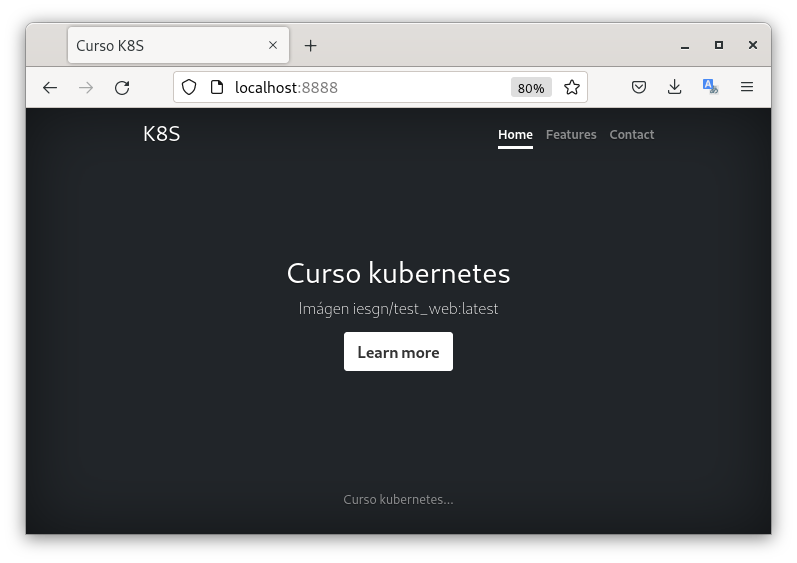 Curso K8S
localhost:8888
80%
K8S
Home Features Contact
Curso kubernetes
Imágen iesgn/test_web:latest
Learn more
Curso kubernetes...